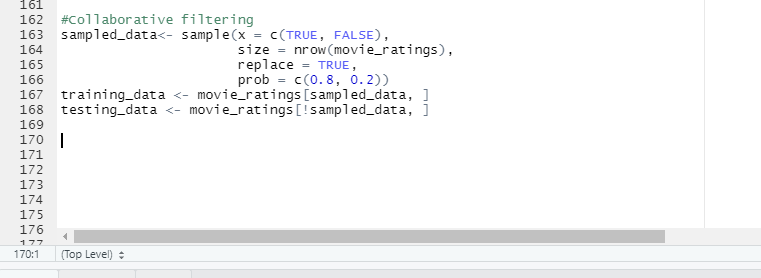 161
162 #Collaborative filtering
163 sampled_data<- sample(x = c(TRUE, FALSE),
164                       size = nrow(movie_ratings),
165                       replace = TRUE,
166                       prob = c(0.8, 0.2))
167 training_data <- movie_ratings[sampled_data, ]
168 testing_data <- movie_ratings[!sampled_data, ]
169
170
171
172
173
174
175
176
177
170:1 (Top Level)